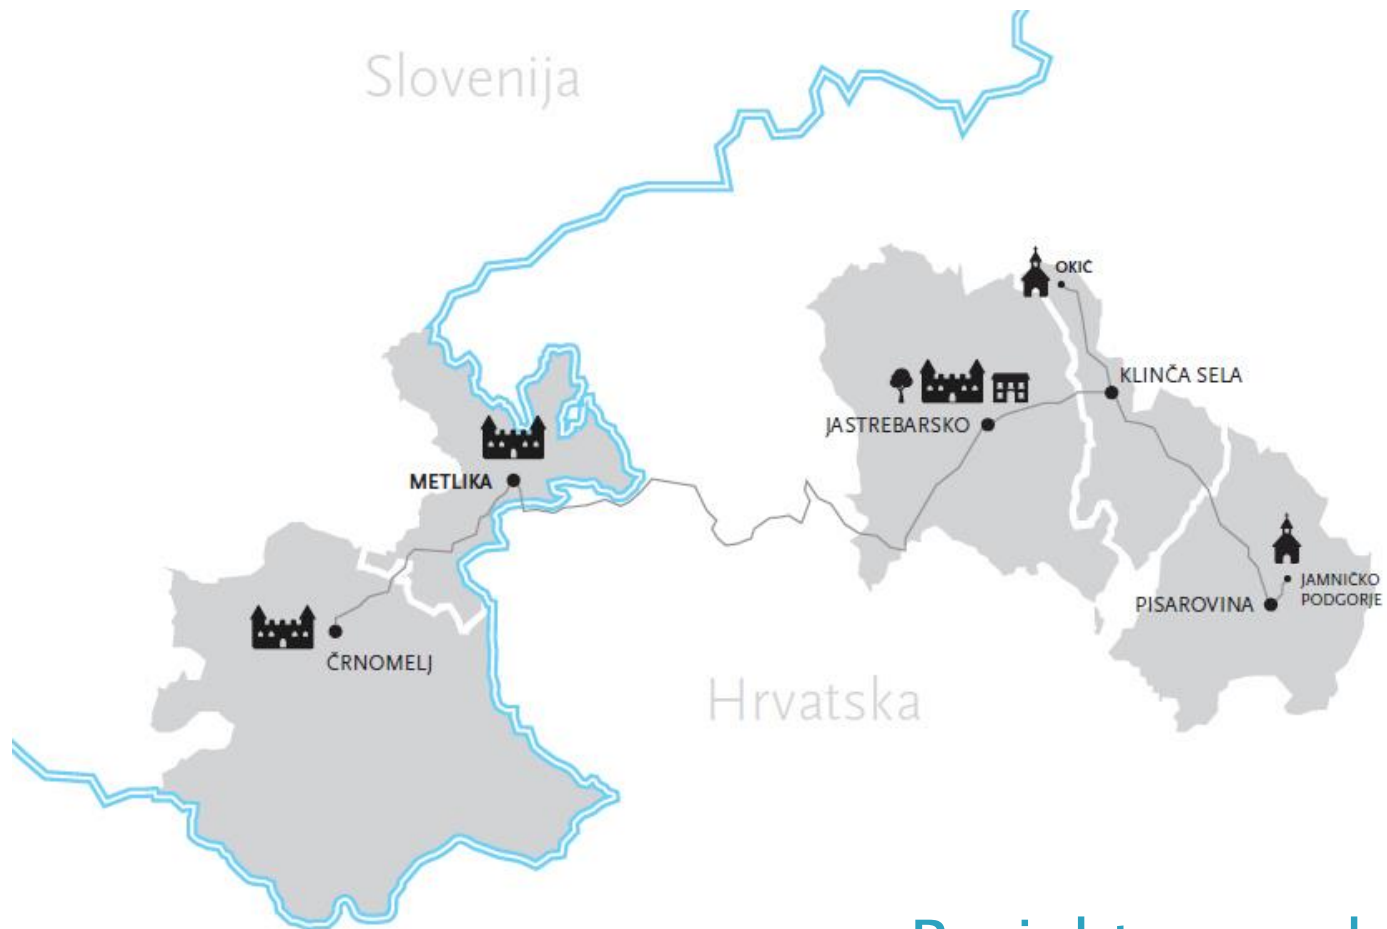 Slovenija
OKIĆ
KLINČA SELA
JASTREBARSKO
METLIKA
JAMNIČKO
PODGORJE
PISAROVINA
ČRNOMELJ
Hrvatska